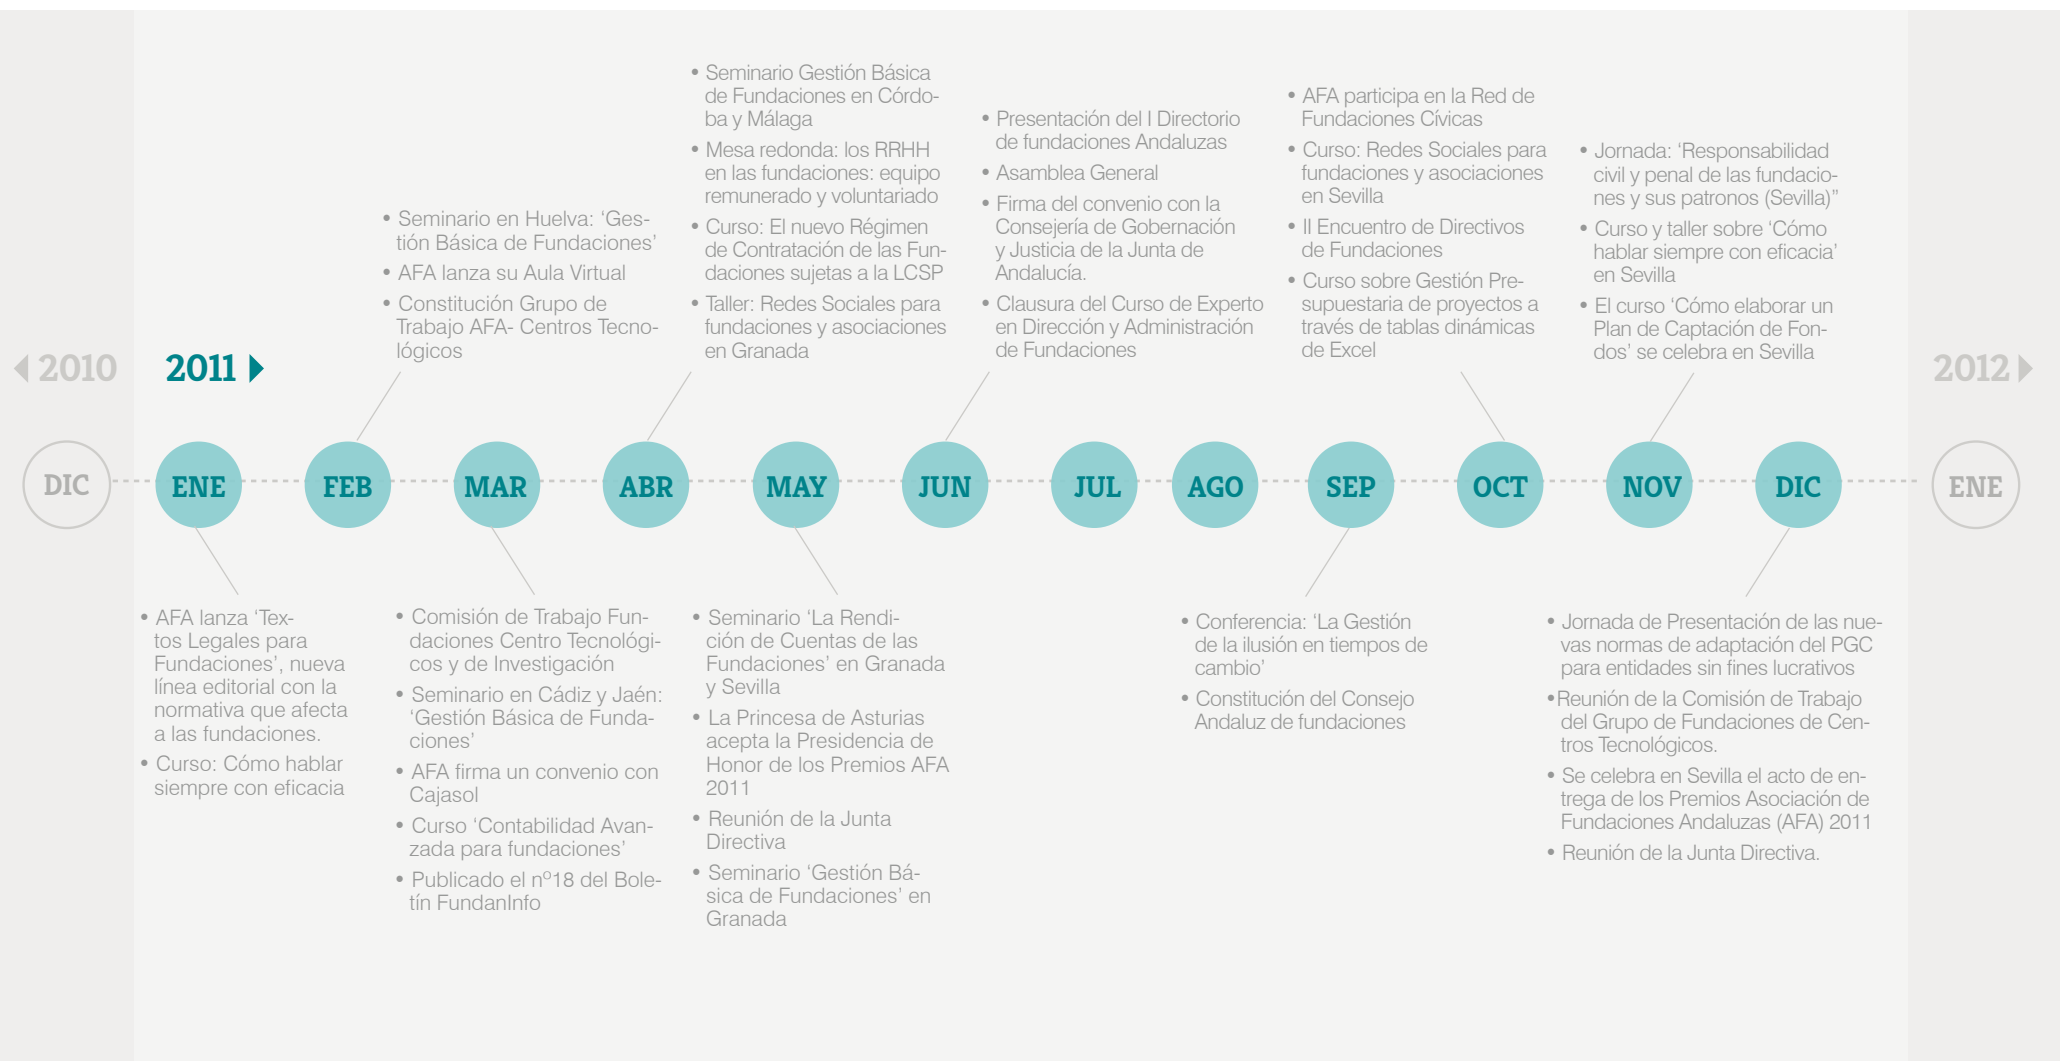 • Seminario Gestión Básica
de Fundaciones en Córdo-
ba y Málaga
• Mesa redonda: los RRHH
en las fundaciones: equipo
remunerado y voluntariado
• Curso: El nuevo Régimen
de Contratación de las Fun-
daciones sujetas a la LCSP
• Taller: Redes Sociales para
fundaciones y asociaciones
en Granada
• Presentación del I Directorio
de fundaciones Andaluzas
• Asamblea General
• Firma del convenio con la
Consejería de Gobernación
y Justicia de la Junta de
Andalucía.
• Clausura del Curso de Experto
en Dirección y Administración
de Fundaciones
• AFA participa en la Red de
Fundaciones Cívicas
• Curso: Redes Sociales para
fundaciones y asociaciones
en Sevilla
• II Encuentro de Directivos
de Fundaciones
• Curso sobre Gestión Pre-
supuestaria de proyectos a
través de tablas dinámicas
de Excel
• Jornada: ‘Responsabilidad
civil y penal de las fundacio-
nes y sus patronos (Sevilla)”
• Curso y taller sobre ‘Cómo
hablar siempre con eficacia’
en Sevilla
• El curso ‘Cómo elaborar un
Plan de Captación de Fon-
dos’ se celebra en Sevilla
• Seminario en Huelva: ‘Ges-
tión Básica de Fundaciones’
• AFA lanza su Aula Virtual
• Constitución Grupo de
Trabajo AFA- Centros Tecno-
lógicos
2010
2011
2012
DIC
ENE
FEB
MAR
ABR
MAY
JUN
JUL
AGO
SEP
OCT
NOV
DIC
ENE
• AFA lanza ‘Tex-
tos Legales para
Fundaciones’, nueva
línea editorial con la
normativa que afecta
a las fundaciones.
• Curso: Cómo hablar
siempre con eficacia
• Comisión de Trabajo Fun-
daciones Centro Tecnológi-
cos y de Investigación
• Seminario en Cádiz y Jaén:
‘Gestión Básica de Funda-
ciones’
• AFA firma un convenio con
Cajasol
• Curso ‘Contabilidad Avan-
zada para fundaciones’
• Publicado el nº18 del Bole-
tín FundanInfo
• Seminario ‘La Rendi-
ción de Cuentas de las
Fundaciones’ en Granada
y Sevilla
• La Princesa de Asturias
acepta la Presidencia de
Honor de los Premios AFA
2011
• Reunión de la Junta
Directiva
• Seminario ‘Gestión Bá-
sica de Fundaciones’ en
Granada
• Conferencia: ‘La Gestión
de la ilusión en tiempos de
cambio’
• Constitución del Consejo
Andaluz de fundaciones
• Jornada de Presentación de las nue-
vas normas de adaptación del PGC
para entidades sin fines lucrativos
•Reunión de la Comisión de Trabajo
del Grupo de Fundaciones de Cen-
tros Tecnológicos.
• Se celebra en Sevilla el acto de en-
trega de los Premios Asociación de
Fundaciones Andaluzas (AFA) 2011
• Reunión de la Junta Directiva.